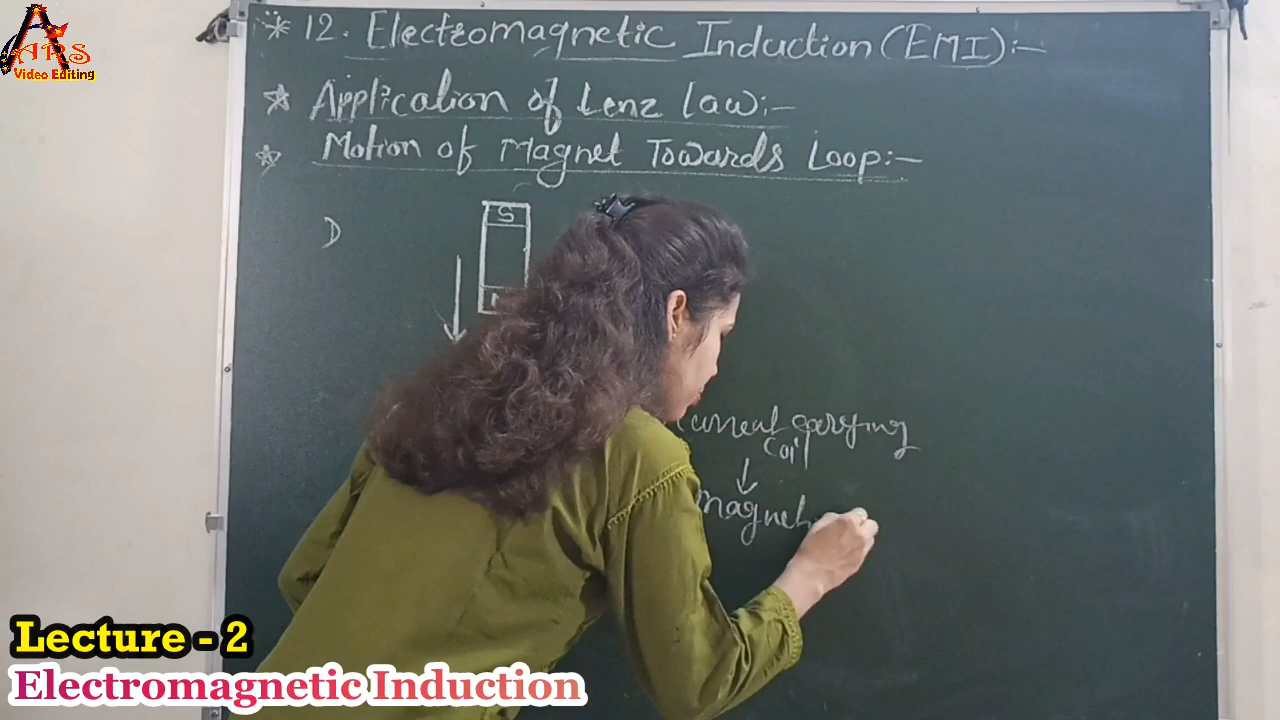 ARS
Video Editing
* 12. Electromagnetic Induction (EMI):-
* Application of Lenz Law:-
* Motion of Magnet Towards Loop:-
S
Current carrying
Coil
↓
Lecture - 2
Electromagnetic Induction